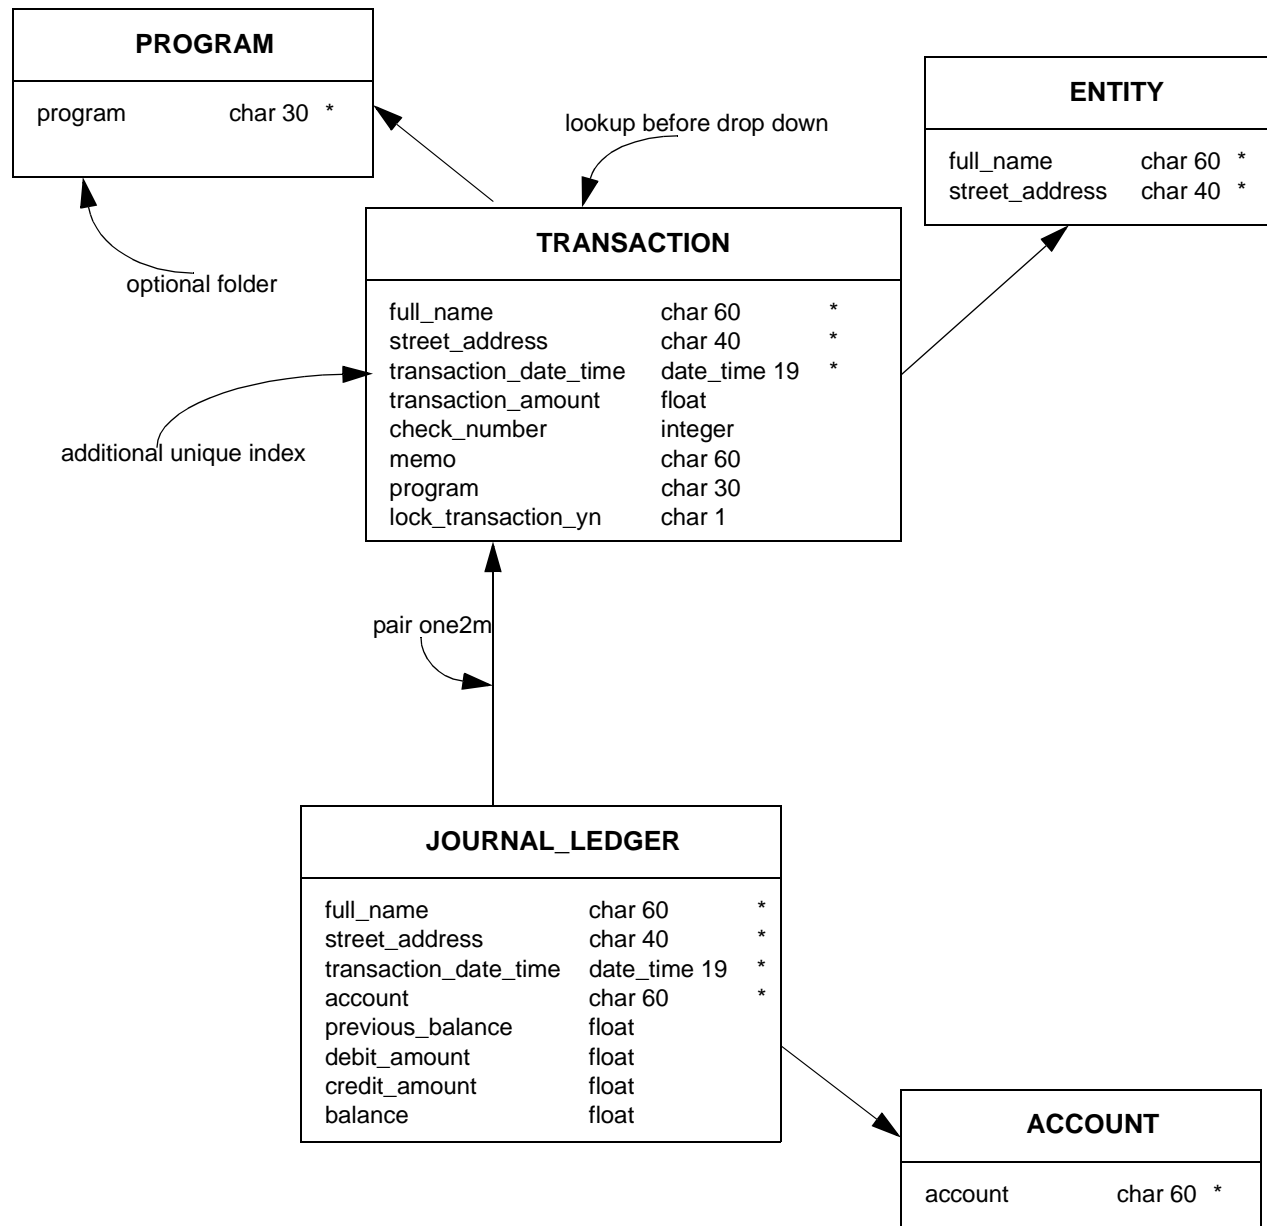 PROGRAM
program char 30 *
ENTITY
full_name char 60 *
street_address char 40 *
lookup before drop down
optional folder
TRANSACTION
full_name char 60 *
street_address char 40 *
transaction_date_time date_time 19 *
transaction_amount float
check_number integer
memo char 60
program char 30
lock_transaction_yn char 1
additional unique index
pair one2m
JOURNAL_LEDGER
full_name char 60 *
street_address char 40 *
transaction_date_time date_time 19 *
account char 60 *
previous_balance float
debit_amount float
credit_amount float
balance float
ACCOUNT
account char 60 *